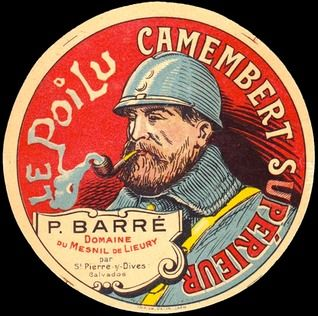 LE POILU
CAMEMBERT SUPÉRIEUR
P. BARRÉ
DOMAINE
DU MESNIL DE LIEURY
par
St Pierre-y-Dives
Calvados